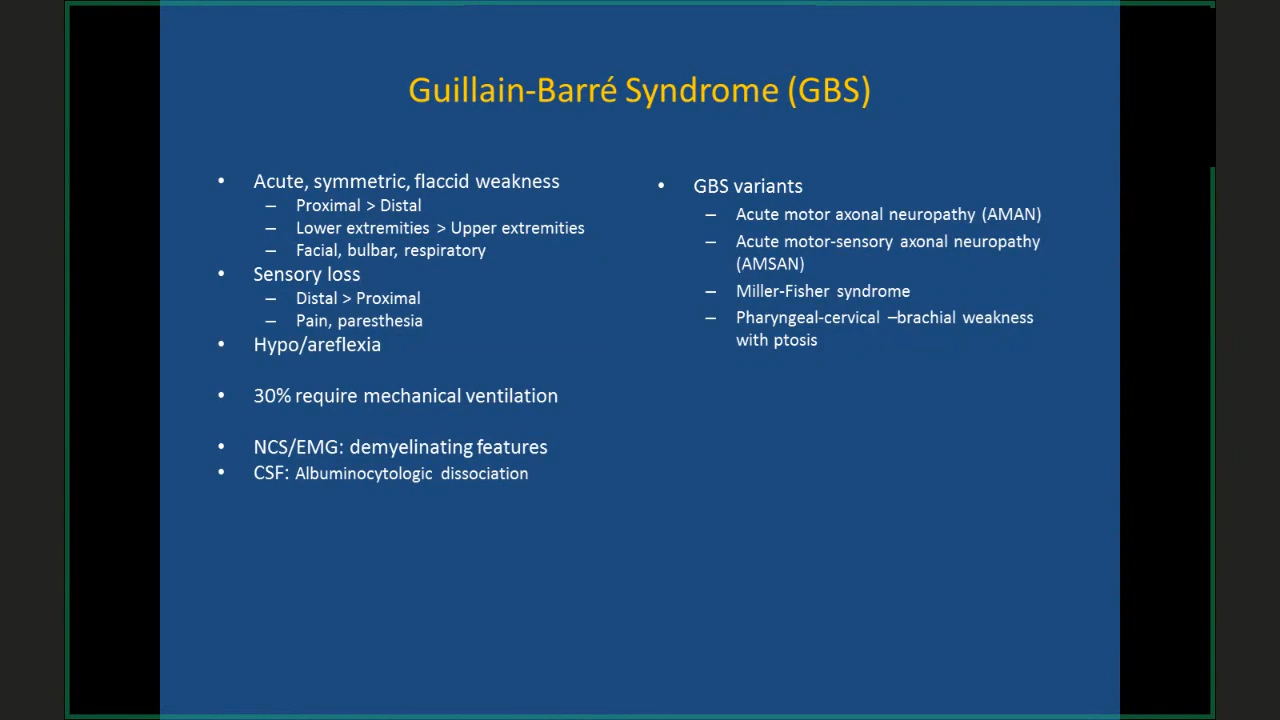 Guillain-Barré Syndrome (GBS)
• Acute, symmetric, flaccid weakness
– Proximal > Distal
– Lower extremities > Upper extremities
– Facial, bulbar, respiratory
• Sensory loss
– Distal > Proximal
– Pain, paresthesia
• Hypo/areflexia
• 30% require mechanical ventilation
• NCS/EMG: demyelinating features
• CSF: Albuminocytologic dissociation
• GBS variants
– Acute motor axonal neuropathy (AMAN)
– Acute motor-sensory axonal neuropathy
(AMSAN)
– Miller-Fisher syndrome
– Pharyngeal-cervical –brachial weakness
with ptosis